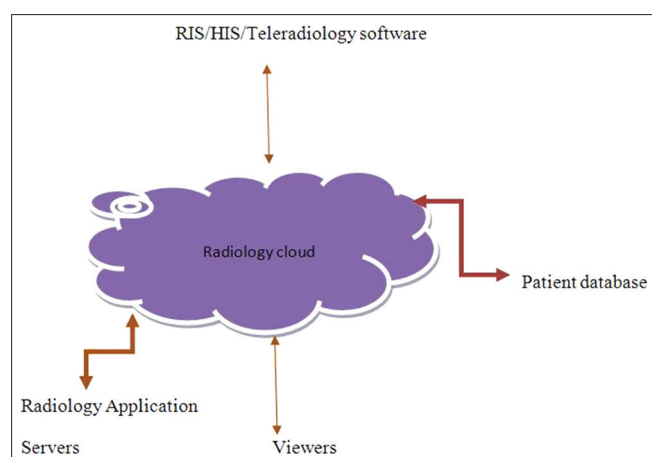 RIS/HIS/Teleradiology software
Radiology cloud
Patient database
Radiology Application
Servers
Viewers